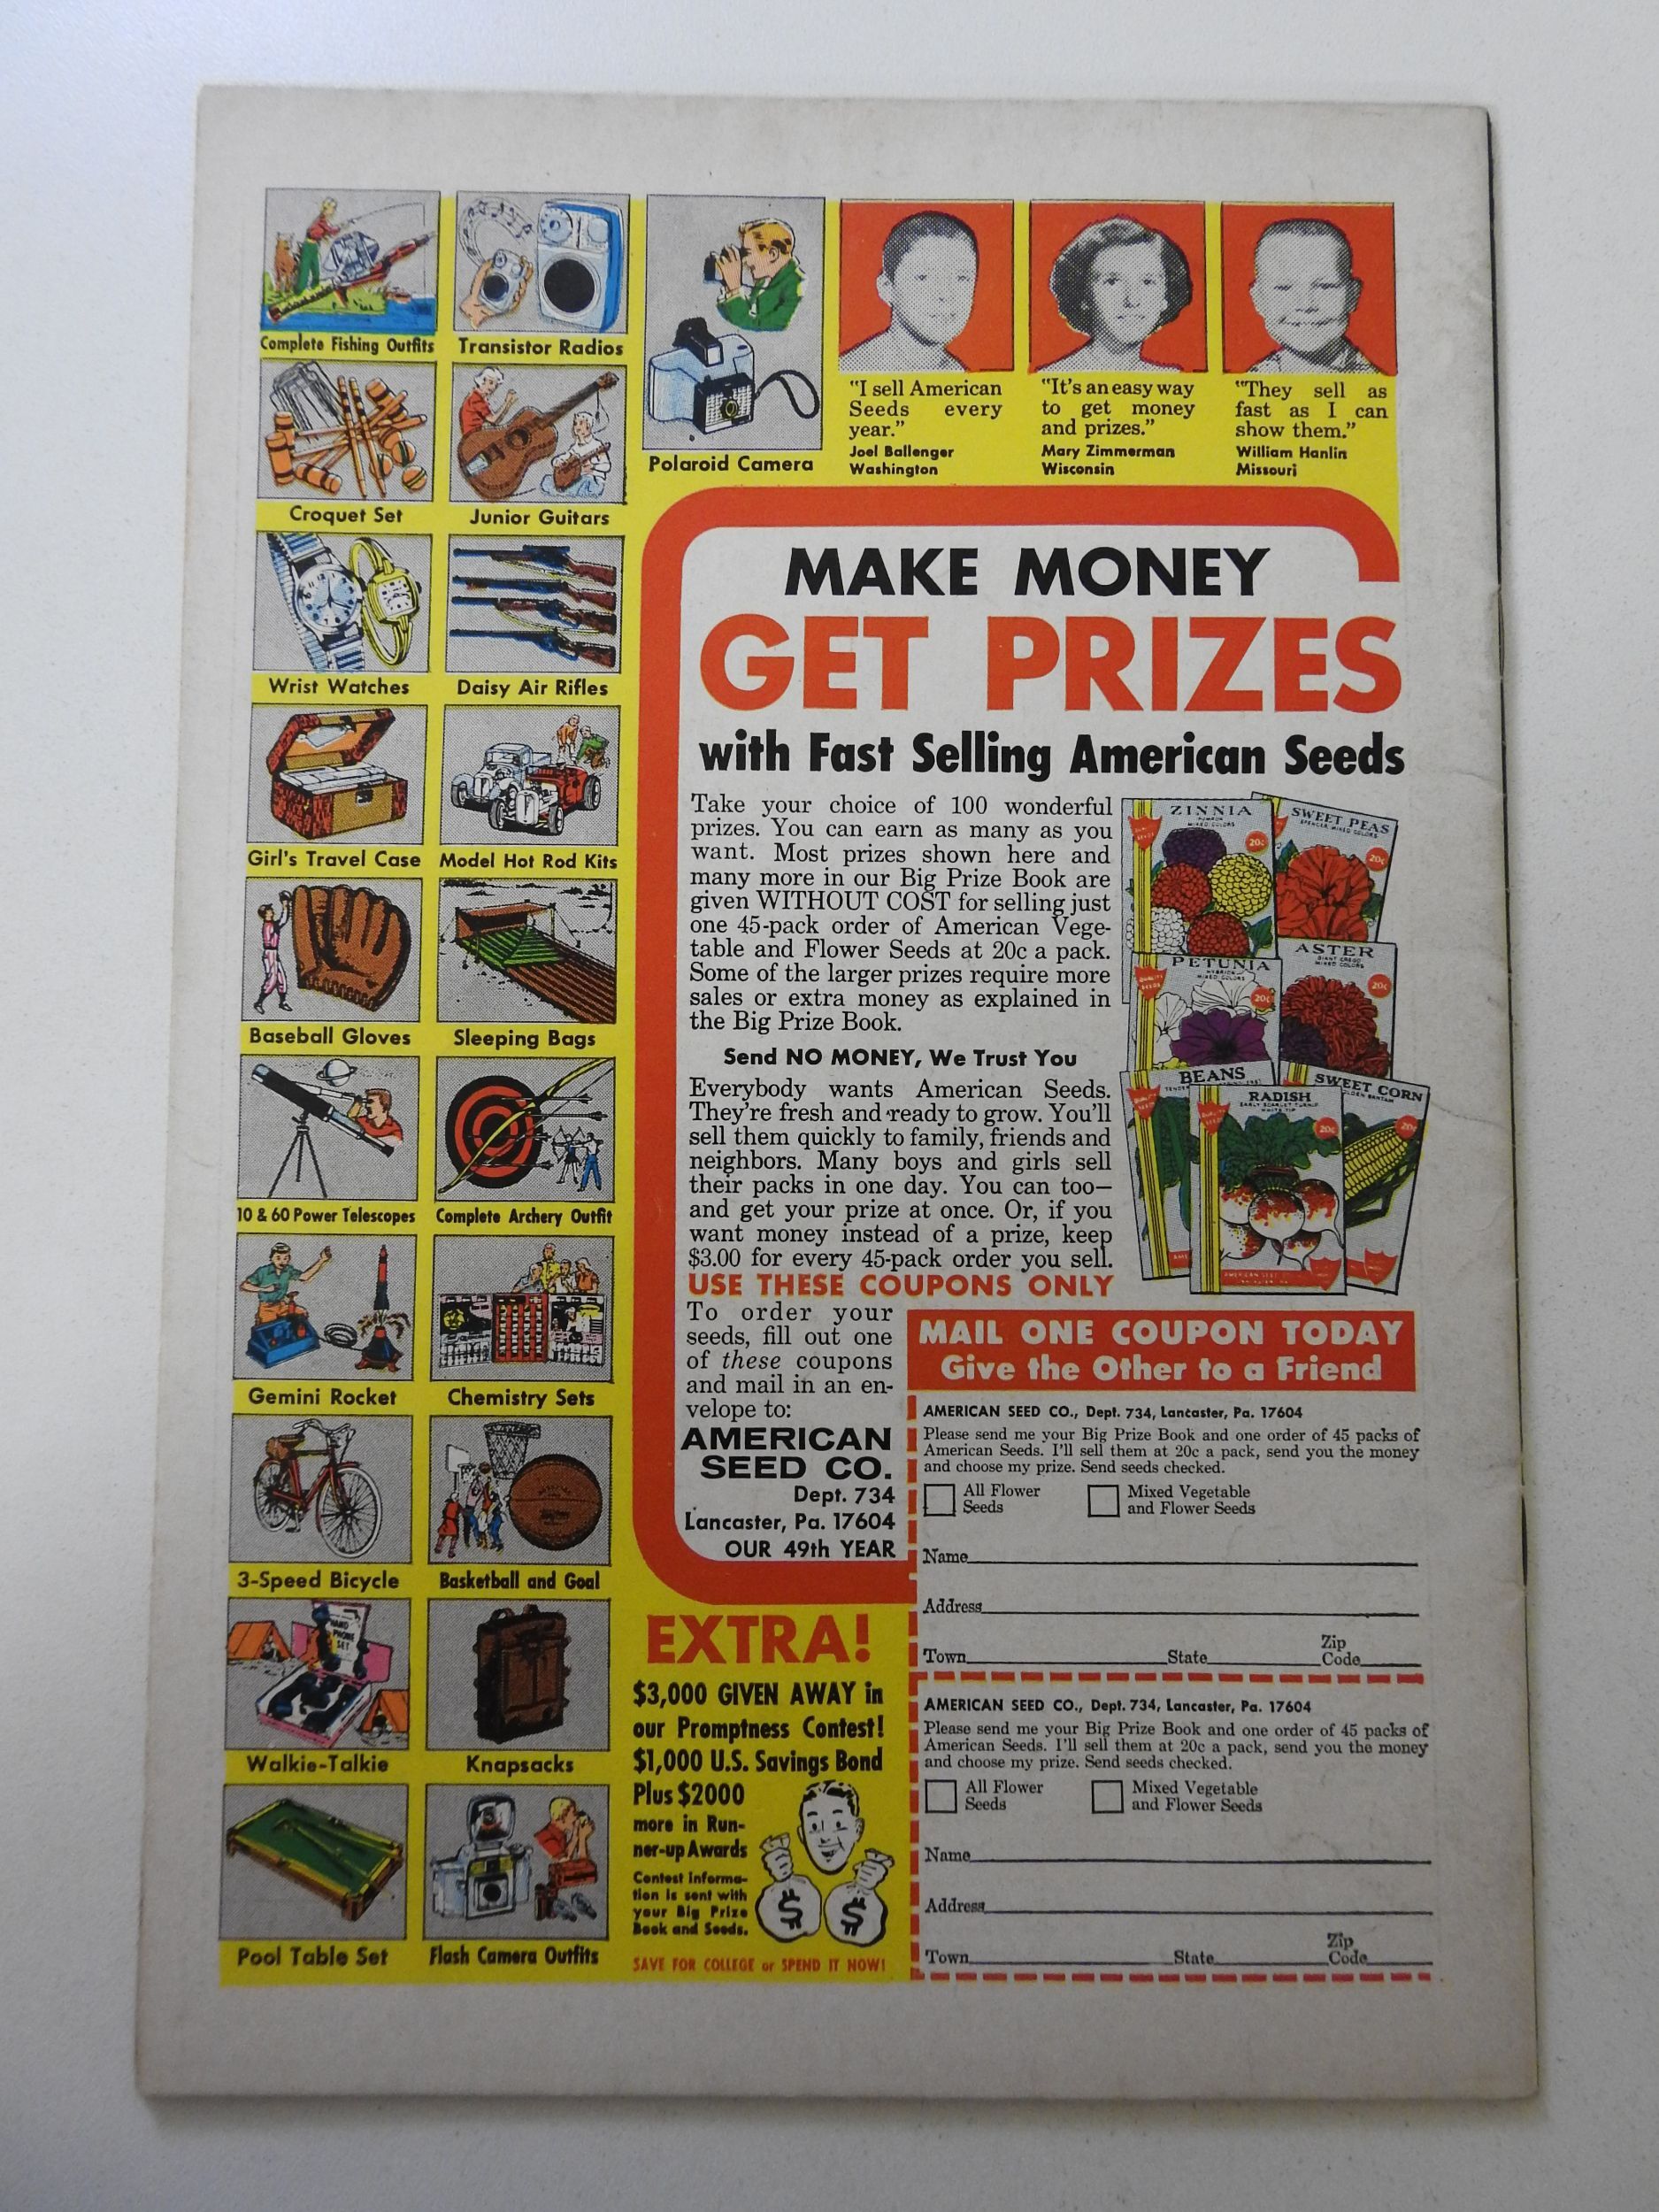 Complete Fishing Outfits
Transistor Radios
Polaroid Camera
"I sell American
Seeds every
year."
Joel Ballenger
Washington
"It's an easy way
to get money
and prizes."
Mary Zimmerman
Wisconsin
"They sell as
fast as I can
show them."
William Hanlin
Missouri
Croquet Set
Junior Guitars
Wrist Watches
Daisy Air Rifles
Girl's Travel Case
Model Hot Rod Kits
Baseball Gloves
Sleeping Bags
10 & 60 Power Telescopes
Complete Archery Outfit
Gemini Rocket
Chemistry Sets
3-Speed Bicycle
Basketball and Goal
HAND
PHONE
SET
Walkie-Talkie
Knapsacks
Pool Table Set
Flash Camera Outfits
MAKE MONEY
GET PRIZES
with Fast Selling American Seeds
Take your choice of 100 wonderful
prizes. You can earn as many as you
want. Most prizes shown here and
many more in our Big Prize Book are
given WITHOUT COST for selling just
one 45-pack order of American Vege-
table and Flower Seeds at 20c a pack.
Some of the larger prizes require more
sales or extra money as explained in
the Big Prize Book.
Send NO MONEY, We Trust You
Everybody wants American Seeds.
They're fresh and ready to grow. You'll
sell them quickly to family, friends and
neighbors. Many boys and girls sell
their packs in one day. You can too—
and get your prize at once. Or, if you
want money instead of a prize, keep
$3.00 for every 45-pack order you sell.
USE THESE COUPONS ONLY
To order your
seeds, fill out one
of these coupons
and mail in an en-
velope to:
AMERICAN
SEED CO.
Dept. 734
Lancaster, Pa. 17604
OUR 49th YEAR
ZINNIA
MIXED COLORS
20c
SWEET PEAS
SPENCER MIXED COLORS
20c
PETUNIA
MIXED COLORS
20c
ASTER
MIXED COLORS
20c
BEANS
RADISH
20c
SWEET CORN
GOLDEN BANTAM
20c
MAIL ONE COUPON TODAY
Give the Other to a Friend
AMERICAN SEED CO., Dept. 734, Lancaster, Pa. 17604
Please send me your Big Prize Book and one order of 45 packs of
American Seeds. I'll sell them at 20c a pack, send you the money
and choose my prize. Send seeds checked.
All Flower
Seeds
Mixed Vegetable
and Flower Seeds
Name
Address
Town State Zip Code
AMERICAN SEED CO., Dept. 734, Lancaster, Pa. 17604
Please send me your Big Prize Book and one order of 45 packs of
American Seeds. I'll sell them at 20c a pack, send you the money
and choose my prize. Send seeds checked.
All Flower
Seeds
Mixed Vegetable
and Flower Seeds
Name
Address
Town State Zip Code
EXTRA!
$3,000 GIVEN AWAY in
our Promptness Contest!
$1,000 U.S. Savings Bond
Plus $2000
more in Run-
ner-up Awards
Contest informa-
tion is sent with
your Big Prize
Book and Seeds.
$ $
SAVE FOR COLLEGE or SPEND IT NOW!